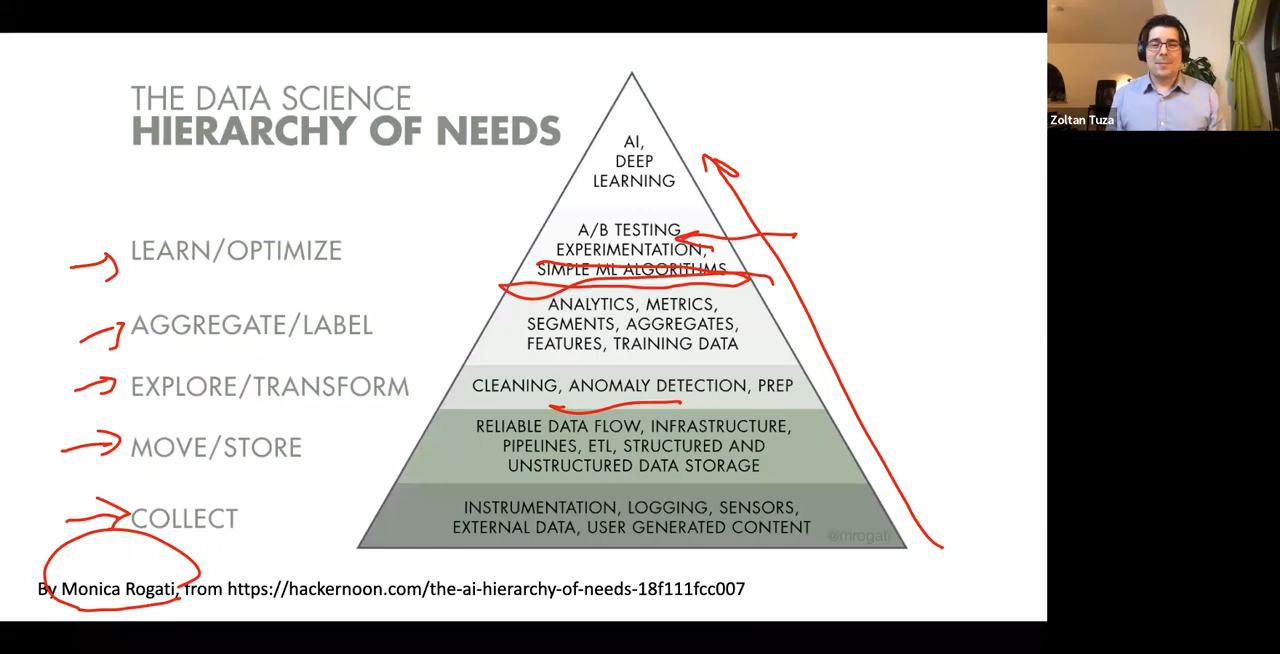 THE DATA SCIENCE
HIERARCHY OF NEEDS
LEARN/OPTIMIZE
AGGREGATE/LABEL
EXPLORE/TRANSFORM
MOVE/STORE
COLLECT
AI,
DEEP
LEARNING
A/B TESTING
EXPERIMENTATION,
SIMPLE ML ALGORITHMS
ANALYTICS, METRICS,
SEGMENTS, AGGREGATES,
FEATURES, TRAINING DATA
CLEANING, ANOMALY DETECTION, PREP
RELIABLE DATA FLOW, INFRASTRUCTURE,
PIPELINES, ETL, STRUCTURED AND
UNSTRUCTURED DATA STORAGE
INSTRUMENTATION, LOGGING, SENSORS,
EXTERNAL DATA, USER GENERATED CONTENT
@mrogati
By Monica Rogati, from https://hackernoon.com/the-ai-hierarchy-of-needs-18f111fcc007
Zoltan Tuza